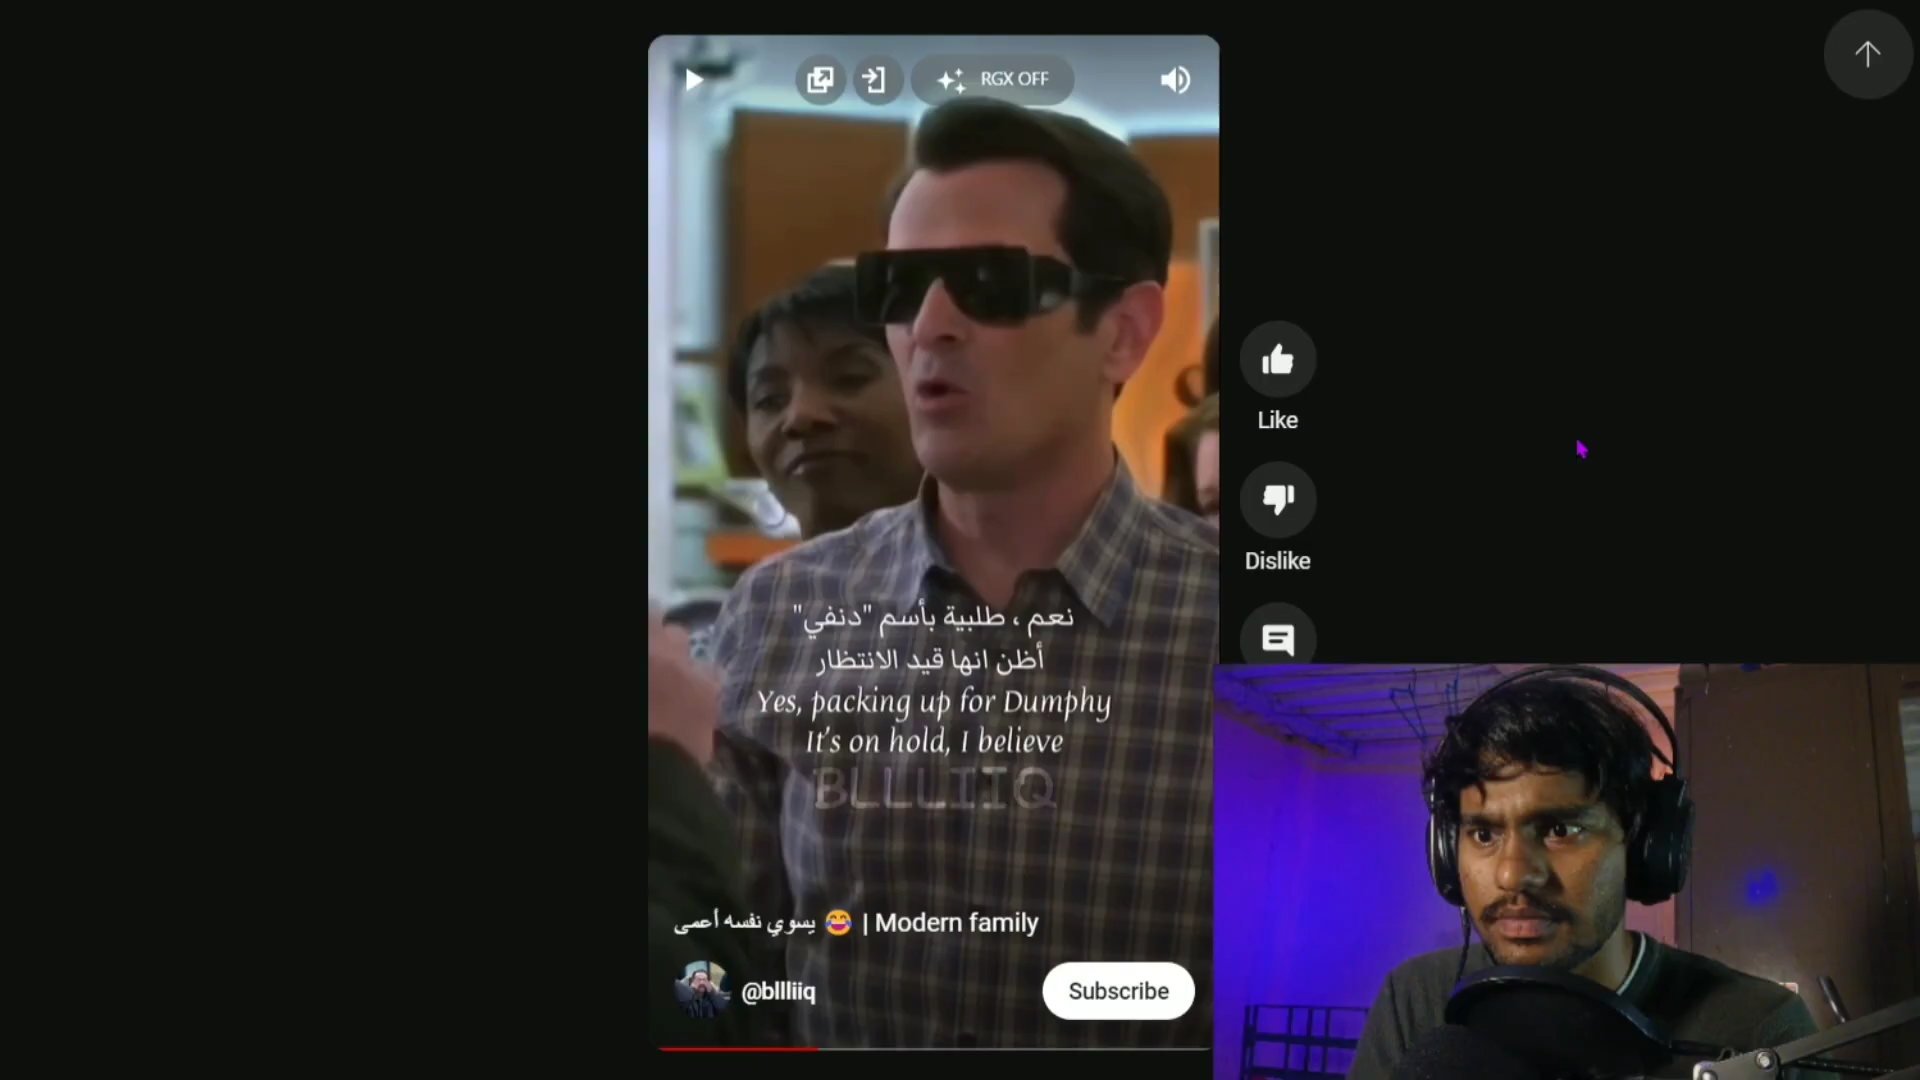 RGX OFF
Like
Dislike
نعم ، طلبية بأسم "دنفي"
أظن انها قيد الانتظار
Yes, packing up for Dumphy
It's on hold, I believe
BLLLIIQ
يسوي نفسه أعمى 😂 | Modern family
@bllliiq
Subscribe